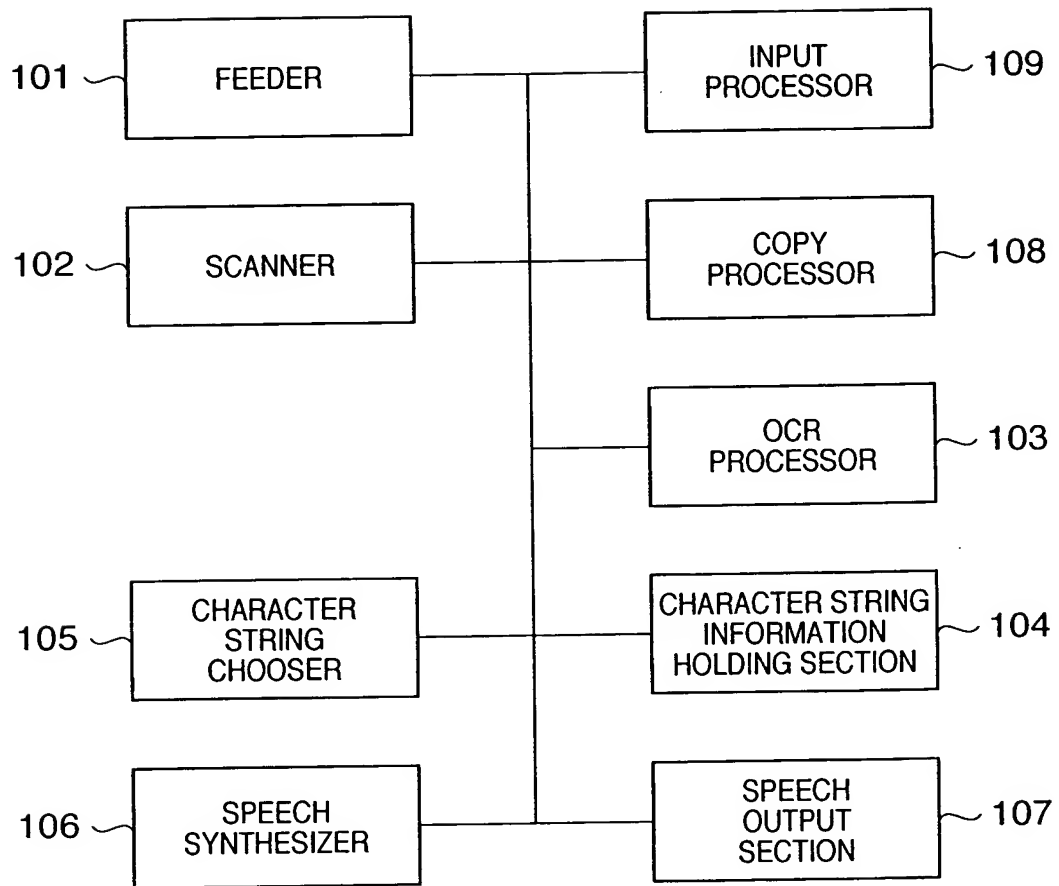 101
FEEDER
INPUT
PROCESSOR
109
102
SCANNER
COPY
PROCESSOR
108
OCR
PROCESSOR
103
105
CHARACTER
STRING
CHOOSER
CHARACTER STRING
INFORMATION
HOLDING SECTION
104
106
SPEECH
SYNTHESIZER
SPEECH
OUTPUT
SECTION
107